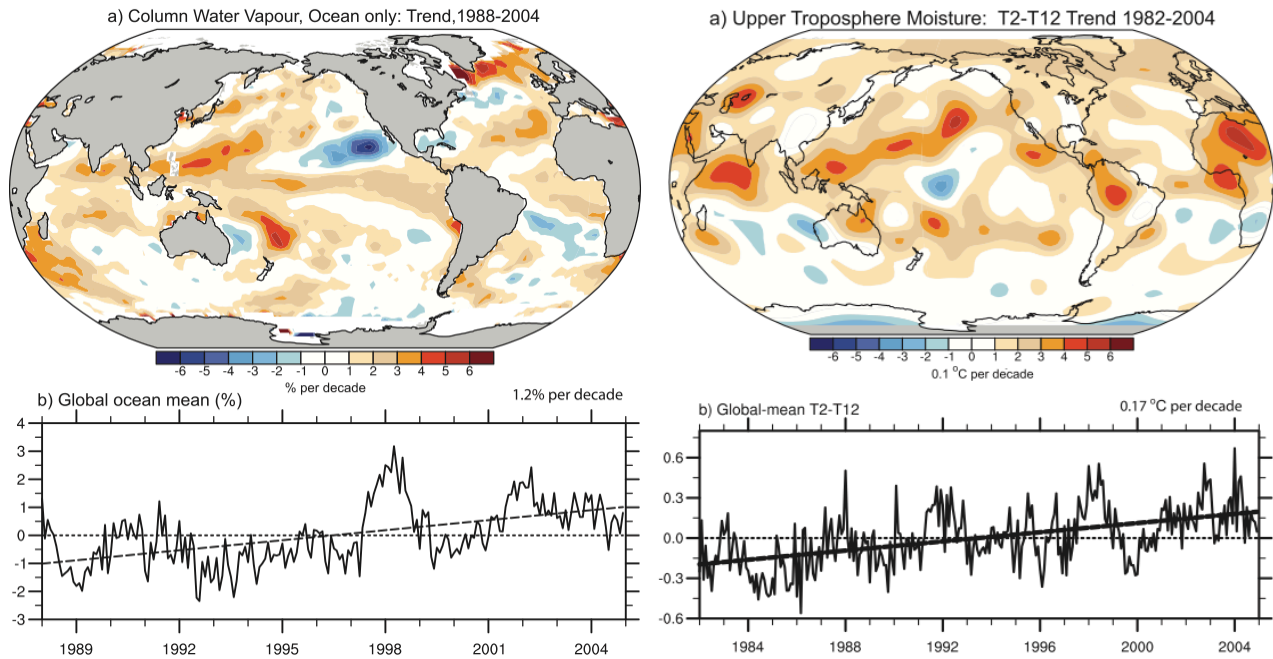 a) Column Water Vapour, Ocean only: Trend,1988-2004
-6 -5 -4 -3 -2 -1 0 1 2 3 4 5 6
% per decade
b) Global ocean mean (%)
1.2% per decade
4
3
2
1
0
-1
-2
-3
1989 1992 1995 1998 2001 2004
a) Upper Troposphere Moisture: T2-T12 Trend 1982-2004
-6 -5 -4 -3 -2 -1 0 1 2 3 4 5 6
0.1 °C per decade
b) Global-mean T2-T12
0.17 °C per decade
0.6
0.3
0.0
-0.3
-0.6
1984 1988 1992 1996 2000 2004